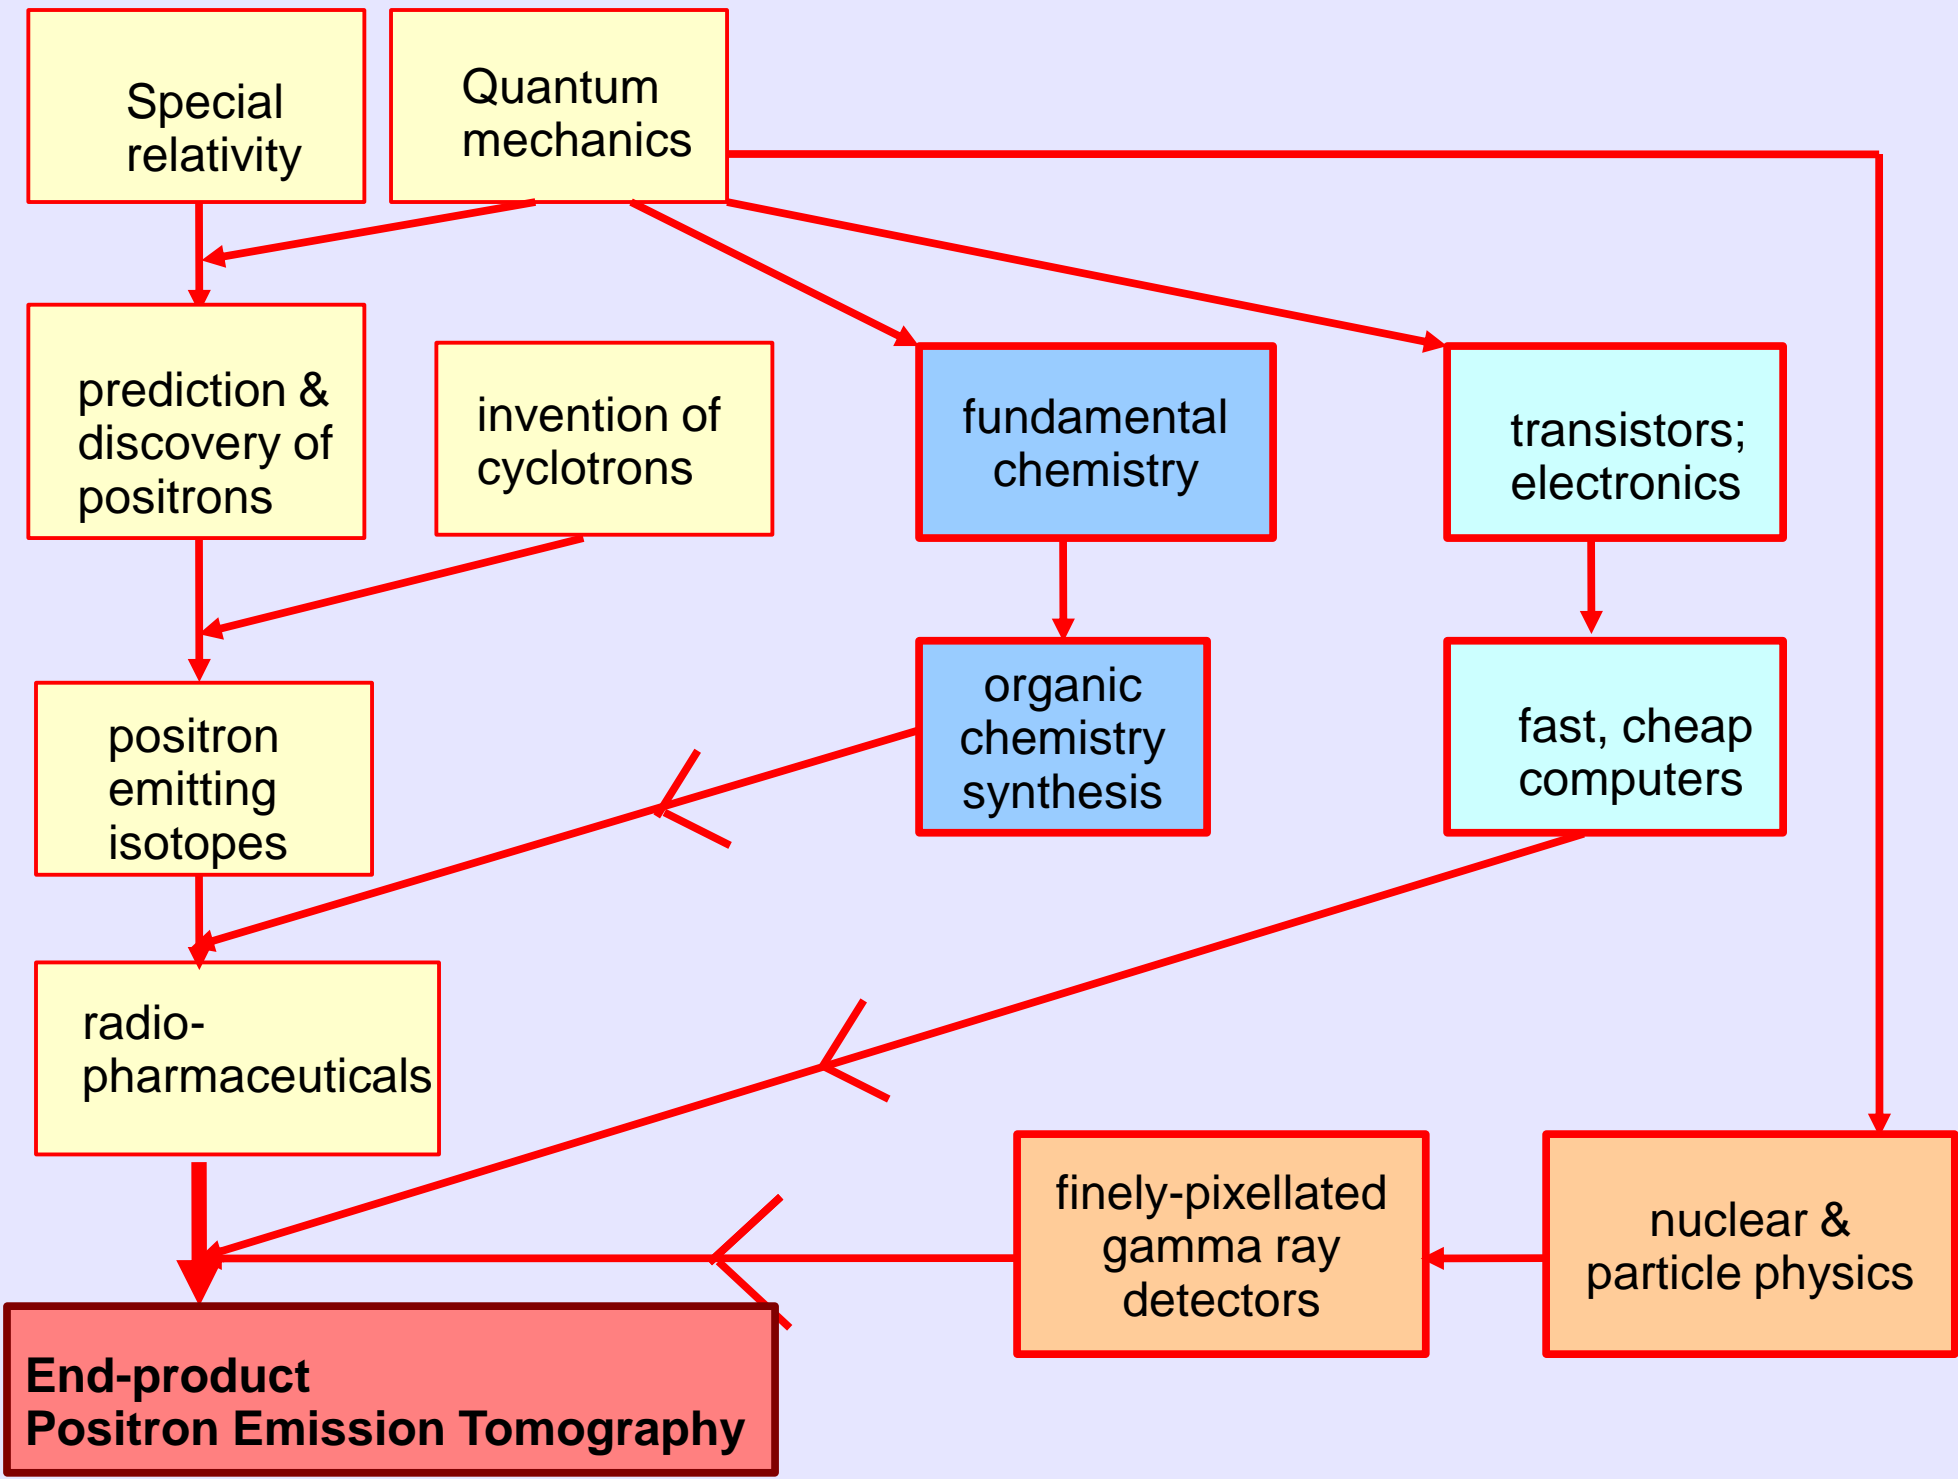 Special
relativity
Quantum
mechanics
prediction &
discovery of
positrons
invention of
cyclotrons
fundamental
chemistry
transistors;
electronics
positron
emitting
isotopes
organic
chemistry
synthesis
fast, cheap
computers
radio-
pharmaceuticals
finely-pixellated
gamma ray
detectors
nuclear &
particle physics
End-product
Positron Emission Tomography